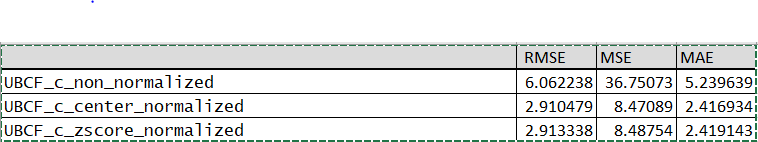 RMSE MSE MAE
UBCF_c_non_normalized 6.062238 36.75073 5.239639
UBCF_c_center_normalized 2.910479 8.47089 2.416934
UBCF_c_zscore_normalized 2.913338 8.48754 2.419143